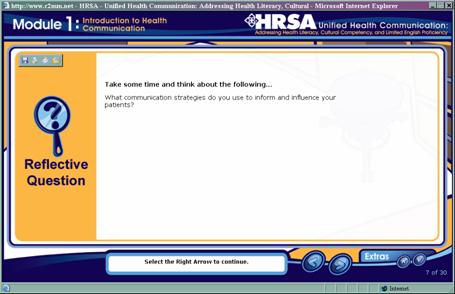 http://www.r2num.net - HRSA - Unified Health Communication: Addressing Health Literacy, Cultural - Microsoft Internet Explorer
Module 1: Introduction to Health
Communication
HRSA Unified Health Communication:
Addressing Health Literacy, Cultural Competency, and Limited English Proficiency
Take some time and think about the following...
What communication strategies do you use to inform and influence your
patients?
?
Reflective
Question
Select the Right Arrow to continue.
Extras
7 of 30
Internet